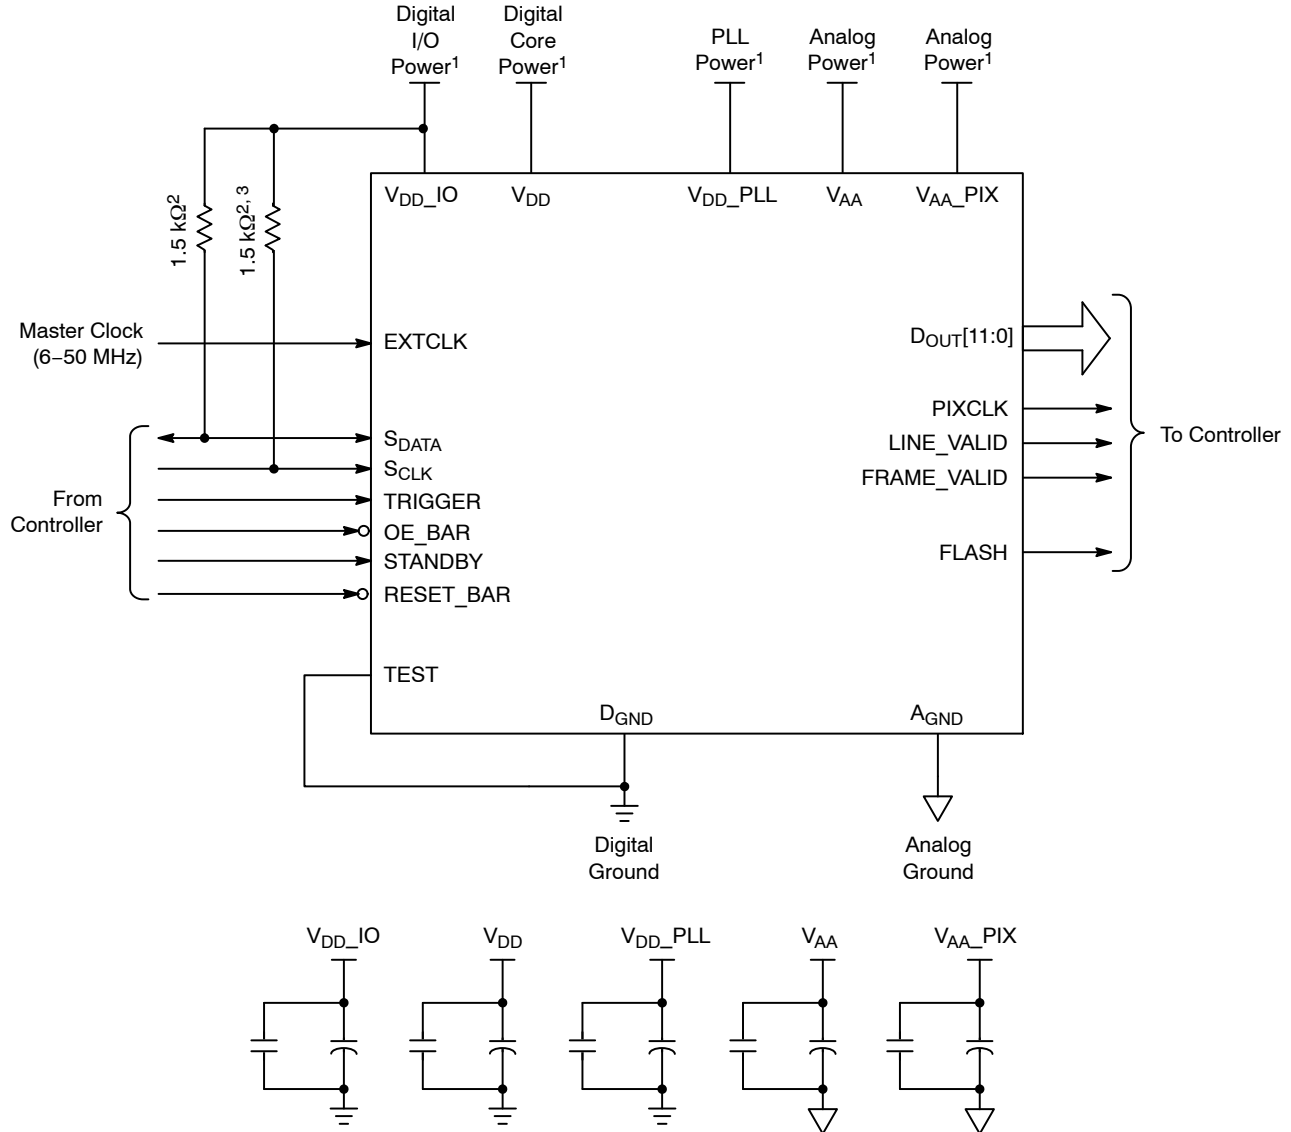 Digital
I/O
Power1
Digital
Core
Power1
PLL
Power1
Analog
Power1
Analog
Power1
VDD_IO
VDD
VDD_PLL
VAA
VAA_PIX
1.5 kΩ2
1.5 kΩ2, 3
Master Clock
(6–50 MHz)
EXTCLK
DOUT[11:0]
PIXCLK
LINE_VALID
FRAME_VALID
FLASH
To Controller
From
Controller
SDATA
SCLK
TRIGGER
OE_BAR
STANDBY
RESET_BAR
TEST
DGND
AGND
Digital
Ground
Analog
Ground
VDD_IO
VDD
VDD_PLL
VAA
VAA_PIX